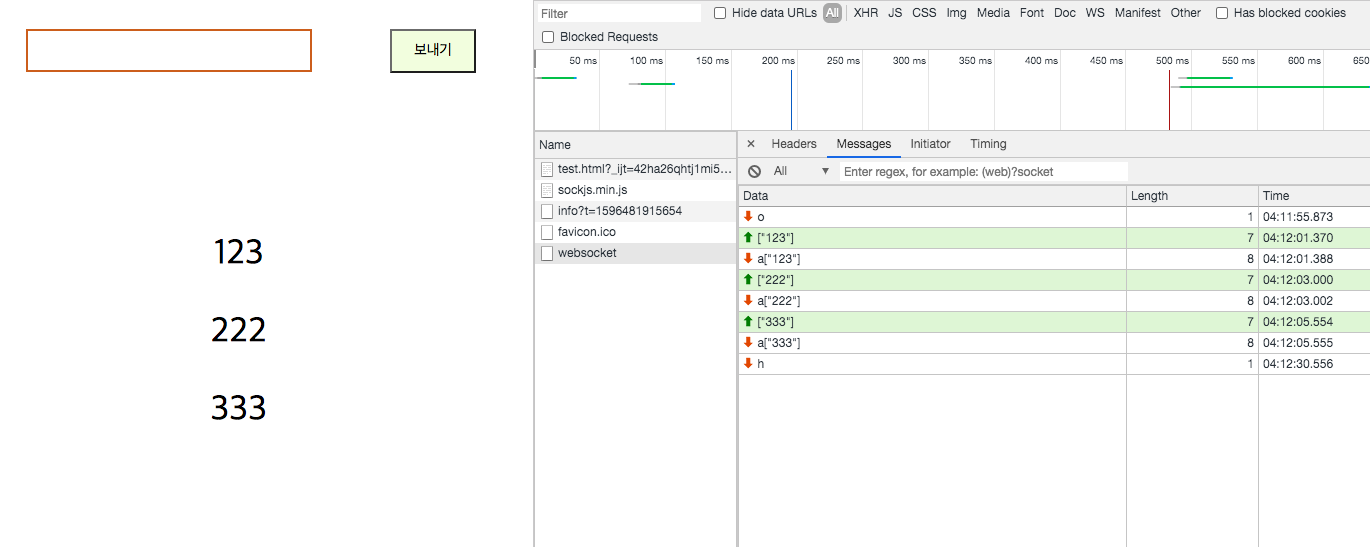 보내기
123
222
333
Filter
Hide data URLs All XHR JS CSS Img Media Font Doc WS Manifest Other Has blocked cookies
Blocked Requests
50 ms 100 ms 150 ms 200 ms 250 ms 300 ms 350 ms 400 ms 450 ms 500 ms 550 ms 600 ms 650
Name
test.html?_ijt=42ha26qhtj1mi5...
sockjs.min.js
info?t=1596481915654
favicon.ico
websocket
× Headers Messages Initiator Timing
All ▼ Enter regex, for example: (web)?socket
Data Length Time
o 1 04:11:55.873
["123"] 7 04:12:01.370
a["123"] 8 04:12:01.388
["222"] 7 04:12:03.000
a["222"] 8 04:12:03.002
["333"] 7 04:12:05.554
a["333"] 8 04:12:05.555
h 1 04:12:30.556